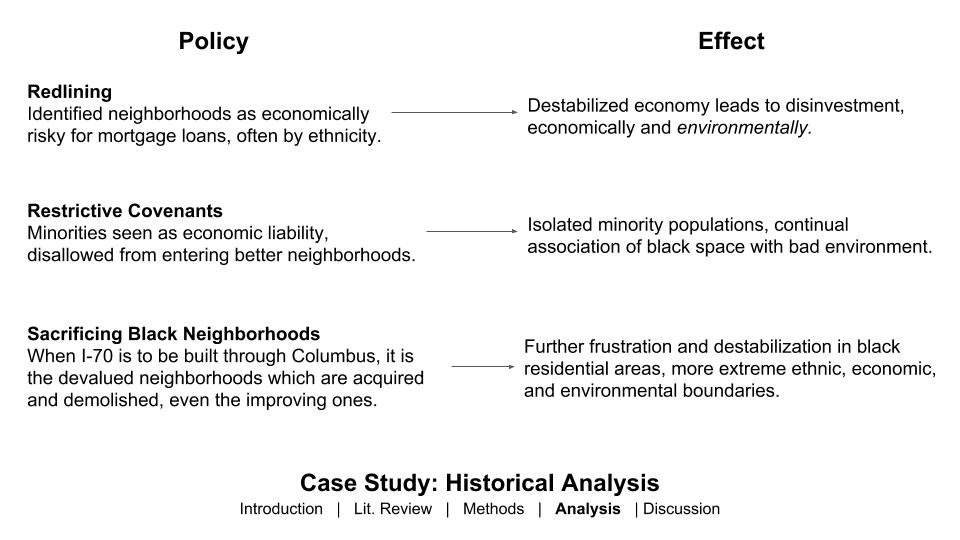 Policy
Effect
Redlining
Identified neighborhoods as economically
risky for mortgage loans, often by ethnicity.
Destabilized economy leads to disinvestment,
economically and environmentally.
Restrictive Covenants
Minorities seen as economic liability,
disallowed from entering better neighborhoods.
Isolated minority populations, continual
association of black space with bad environment.
Sacrificing Black Neighborhoods
When I-70 is to be built through Columbus, it is
the devalued neighborhoods which are acquired
and demolished, even the improving ones.
Further frustration and destabilization in black
residential areas, more extreme ethnic, economic,
and environmental boundaries.
Case Study: Historical Analysis
Introduction | Lit. Review | Methods | Analysis | Discussion